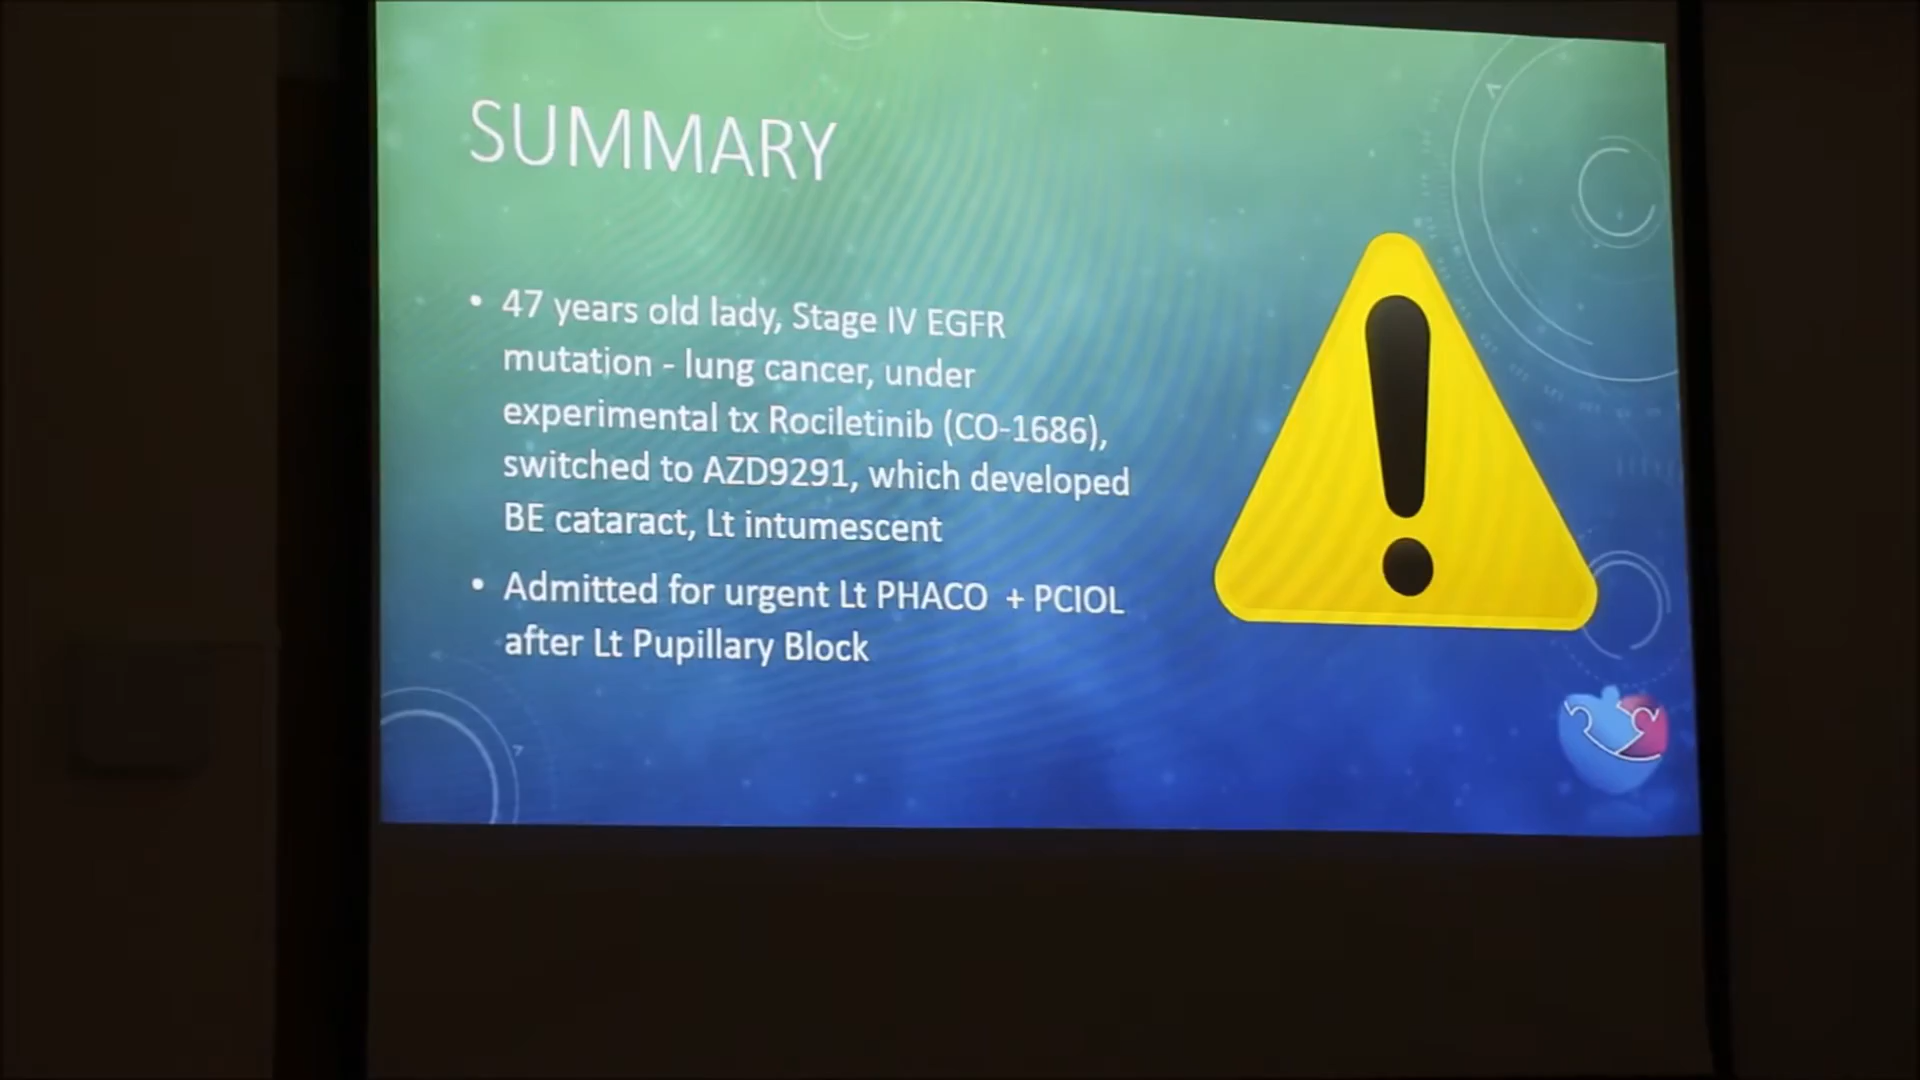 SUMMARY
• 47 years old lady, Stage IV EGFR
mutation - lung cancer, under
experimental tx Rociletinib (CO-1686),
switched to AZD9291, which developed
BE cataract, Lt intumescent
• Admitted for urgent Lt PHACO + PCIOL
after Lt Pupillary Block